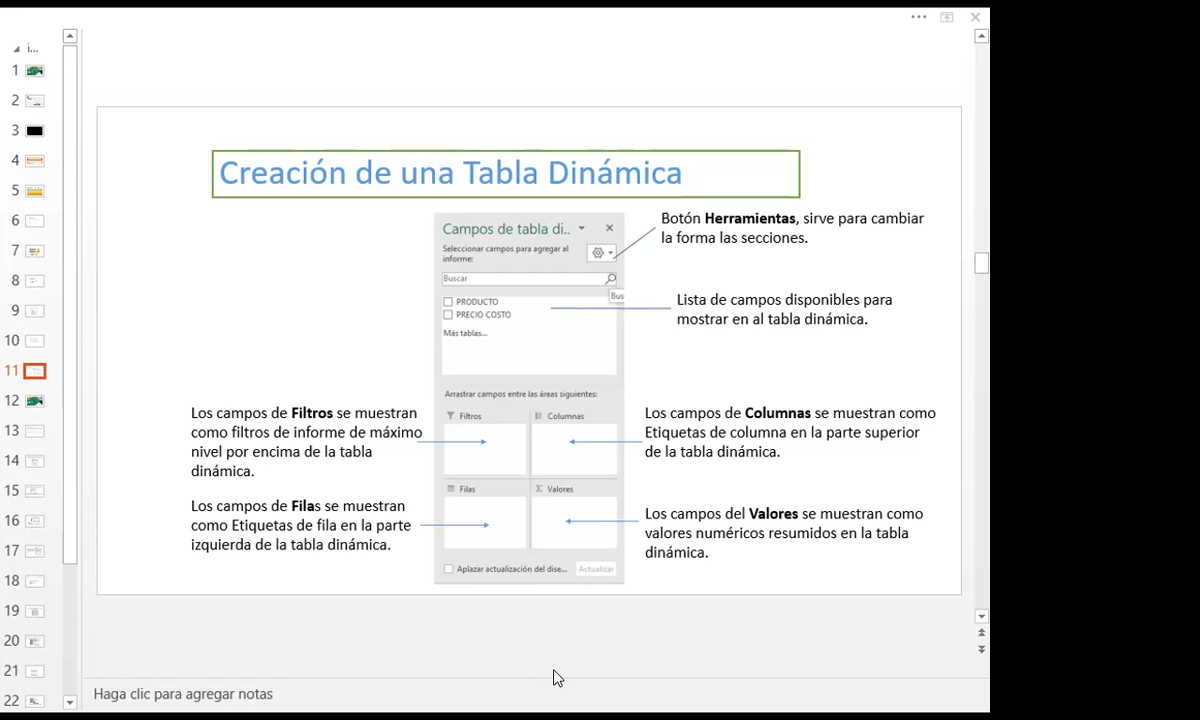 i...
1
2
3
4
5
6
7
8
9
10
11
12
13
14
15
16
17
18
19
20
21
22
Creación de una Tabla Dinámica
Campos de tabla di..
Seleccionar campos para agregar al
informe:
Buscar
Bus
PRODUCTO
PRECIO COSTO
Más tablas...
Arrastrar campos entre las áreas siguientes:
Filtros
Columnas
Filas
Valores
Aplazar actualización del dise...
Actualizar
Botón Herramientas, sirve para cambiar
la forma las secciones.
Lista de campos disponibles para
mostrar en al tabla dinámica.
Los campos de Filtros se muestran
como filtros de informe de máximo
nivel por encima de la tabla
dinámica.
Los campos de Columnas se muestran como
Etiquetas de columna en la parte superior
de la tabla dinámica.
Los campos de Filas se muestran
como Etiquetas de fila en la parte
izquierda de la tabla dinámica.
Los campos del Valores se muestran como
valores numéricos resumidos en la tabla
dinámica.
Haga clic para agregar notas